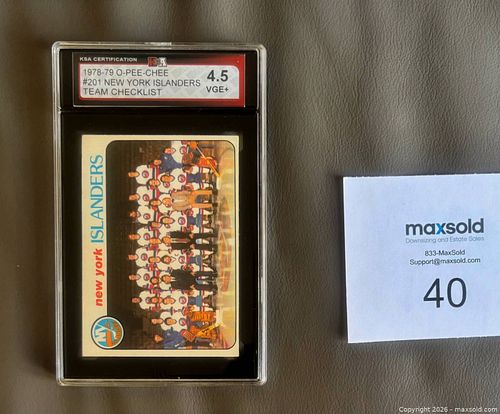 KSA CERTIFICATION
1978-79 O-PEE-CHEE
#201 NEW YORK ISLANDERS
TEAM CHECKLIST
4.5
VGE+
new york ISLANDERS
NY
maxsold
Downsizing and Estate Sales
833-MaxSold
Support@maxsold.com
40
Copyright 2026 - maxsold.com